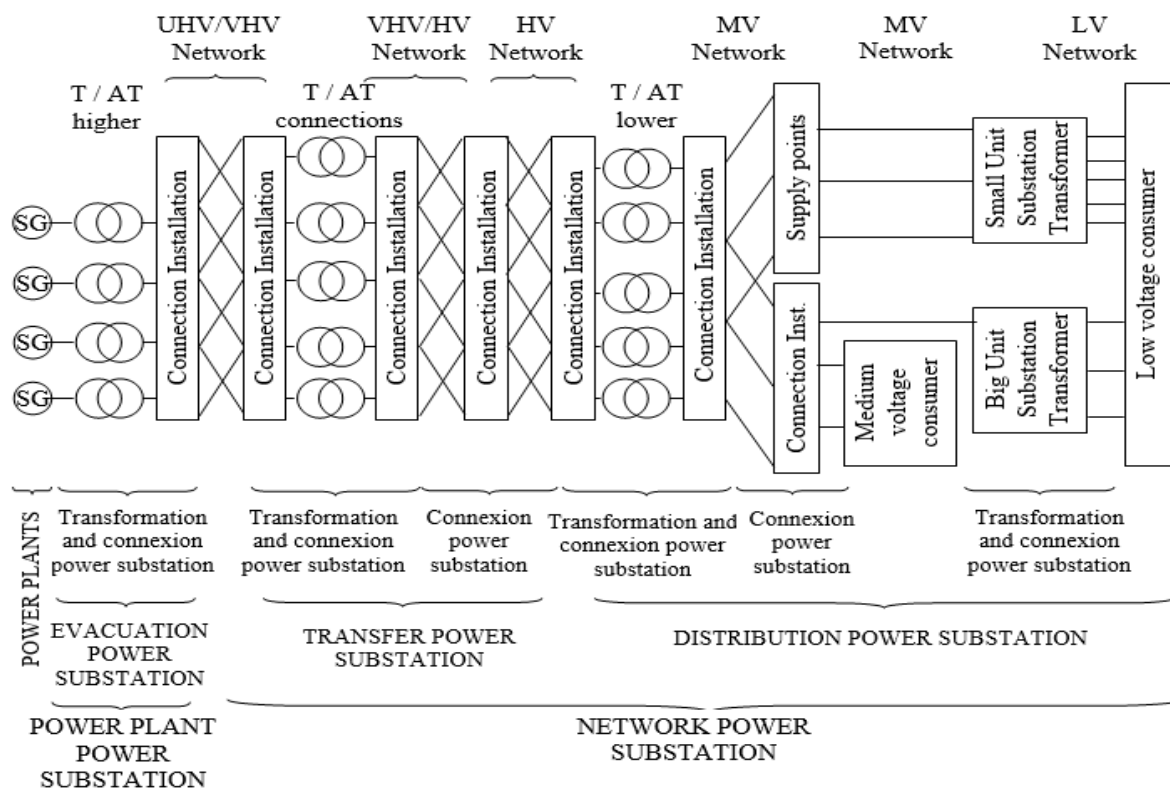 UHV/VHV
Network
VHV/HV
Network
HV
Network
MV
Network
MV
Network
LV
Network
T / AT
higher
T / AT
connections
T / AT
lower
SG
SG
SG
SG
Connection Installation
Connection Installation
Connection Installation
Connection Installation
Connection Installation
Connection Installation
Supply points
Connection Inst.
Small Unit
Substation
Transformer
Big Unit
Substation
Transformer
Medium
voltage
consumer
Low voltage consumer
POWER PLANTS
Transformation
and connexion
power substation
Transformation
and connexion
power substation
Connexion
power
substation
Transformation and
connexion power
substation
Connexion
power
substation
Transformation
and connexion
power substation
EVACUATION
POWER
SUBSTATION
TRANSFER POWER
SUBSTATION
DISTRIBUTION POWER SUBSTATION
POWER PLANT
POWER
SUBSTATION
NETWORK POWER
SUBSTATION